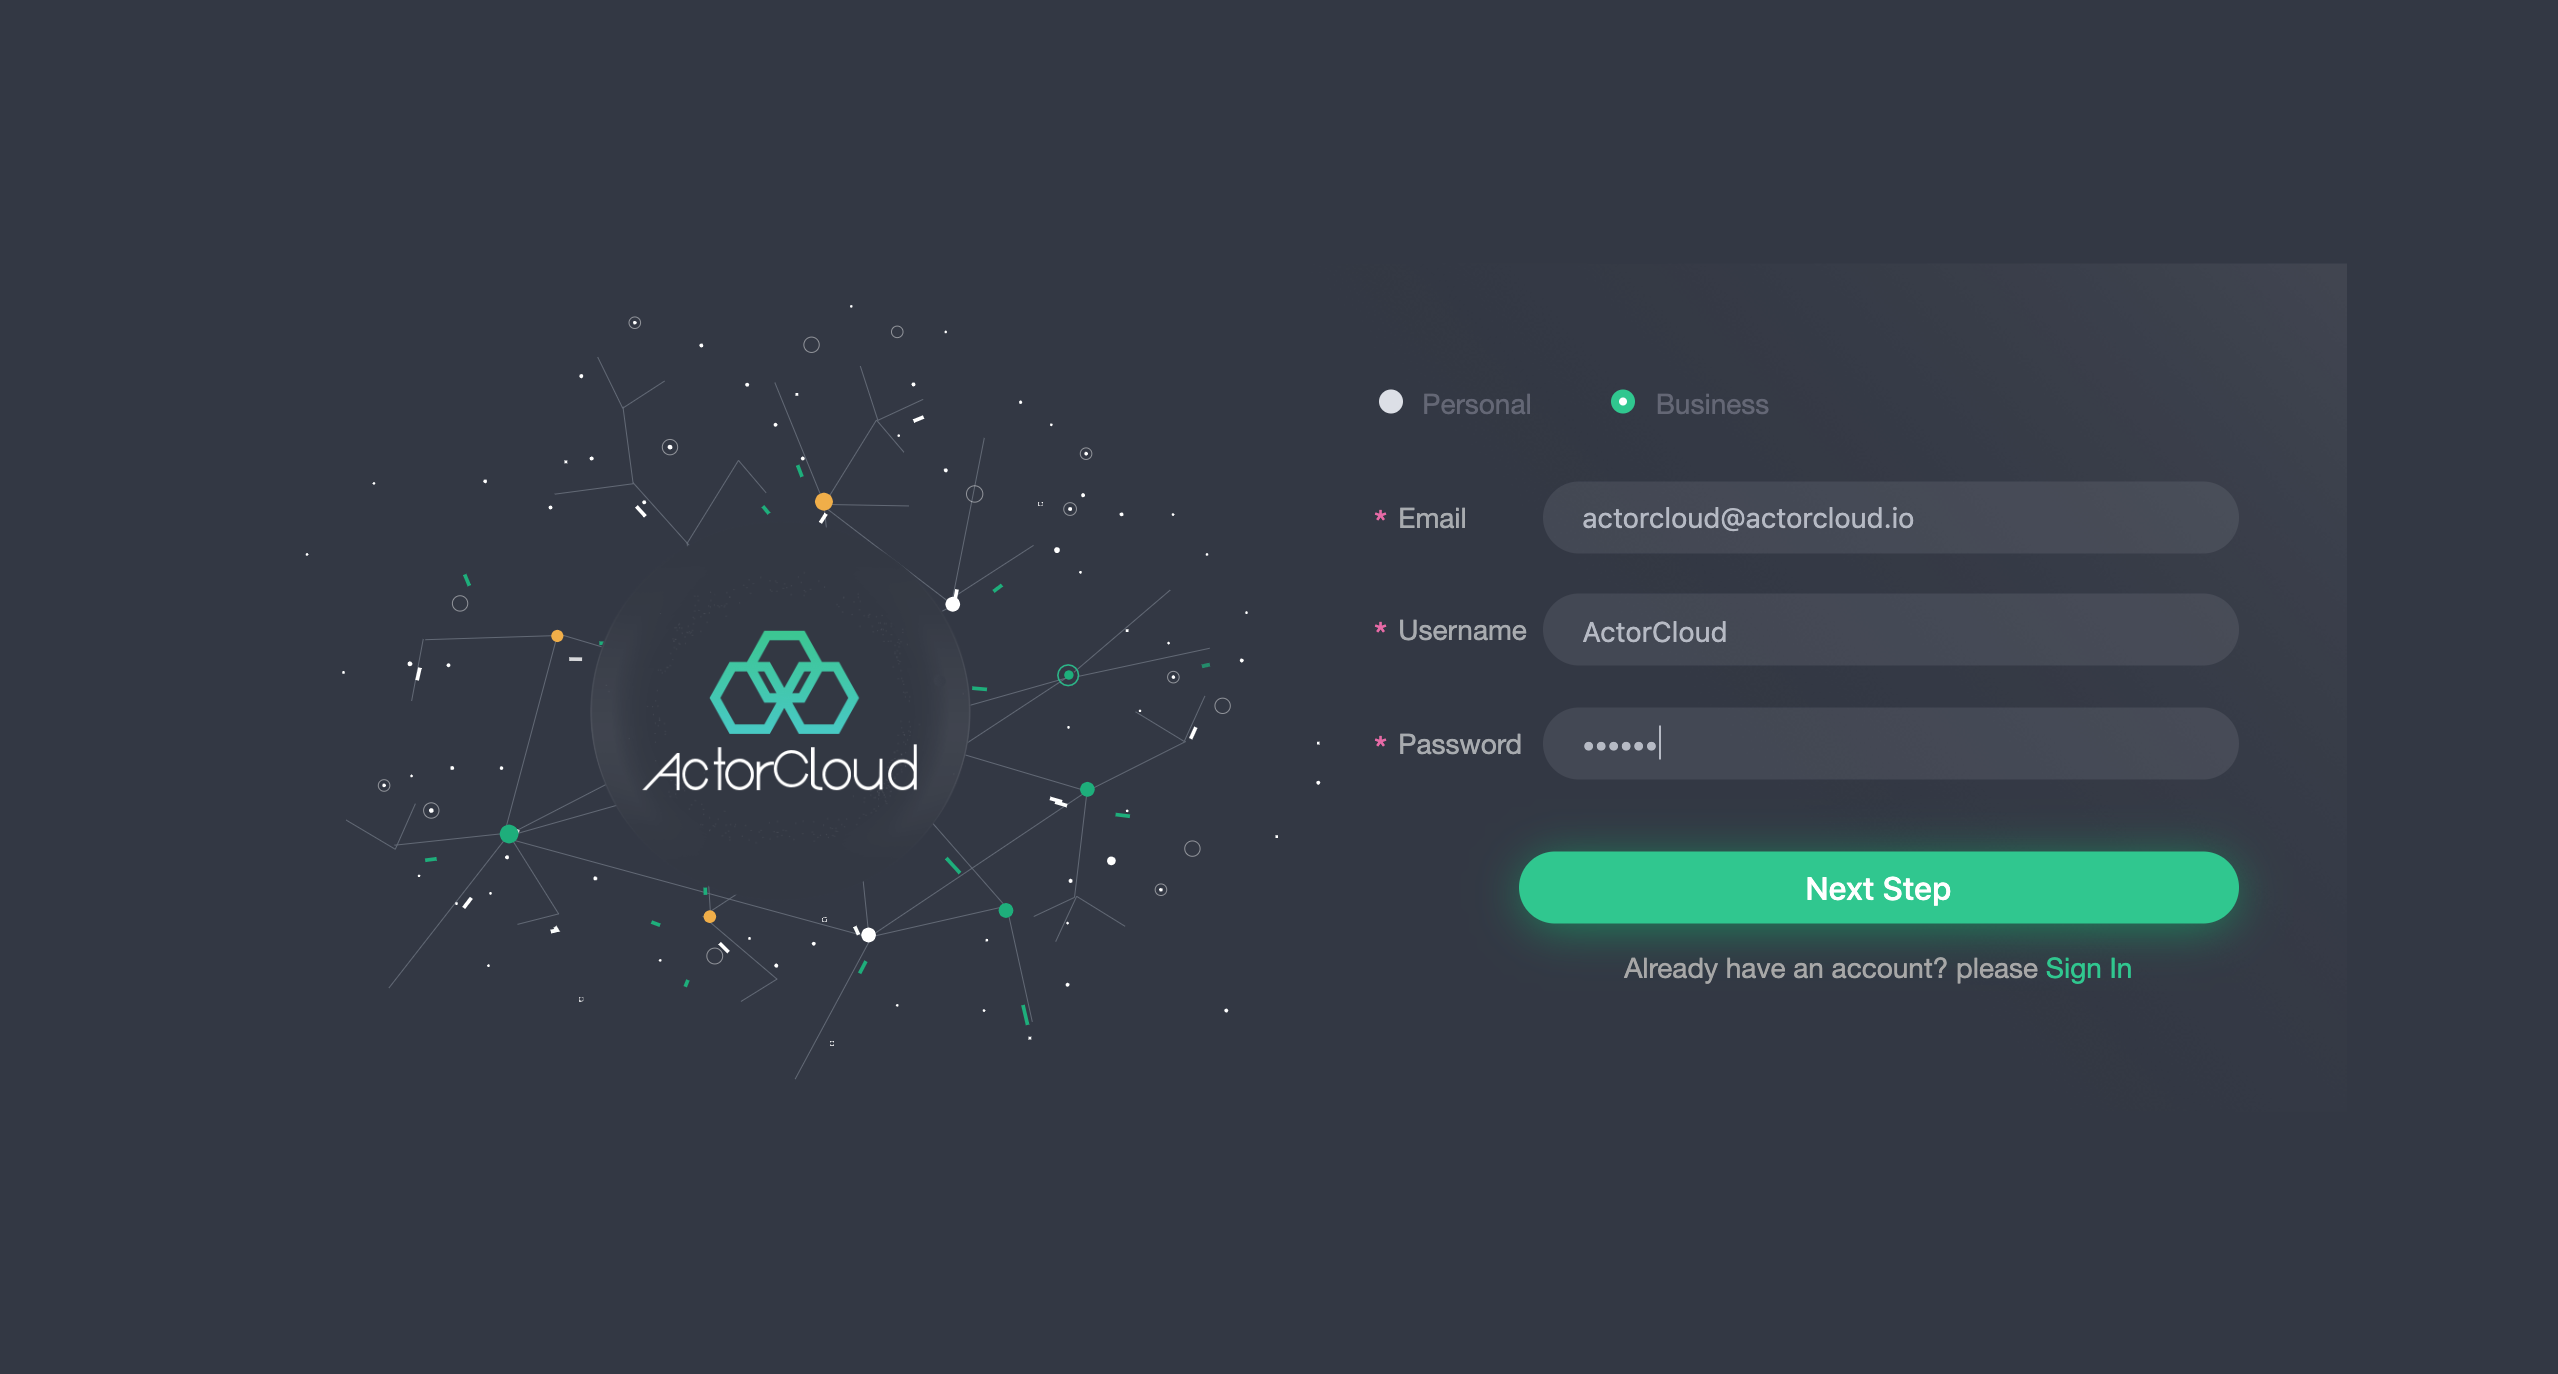 ActorCloud
Personal Business
* Email actorcloud@actorcloud.io
* Username ActorCloud
* Password ••••••
Next Step
Already have an account? please Sign In